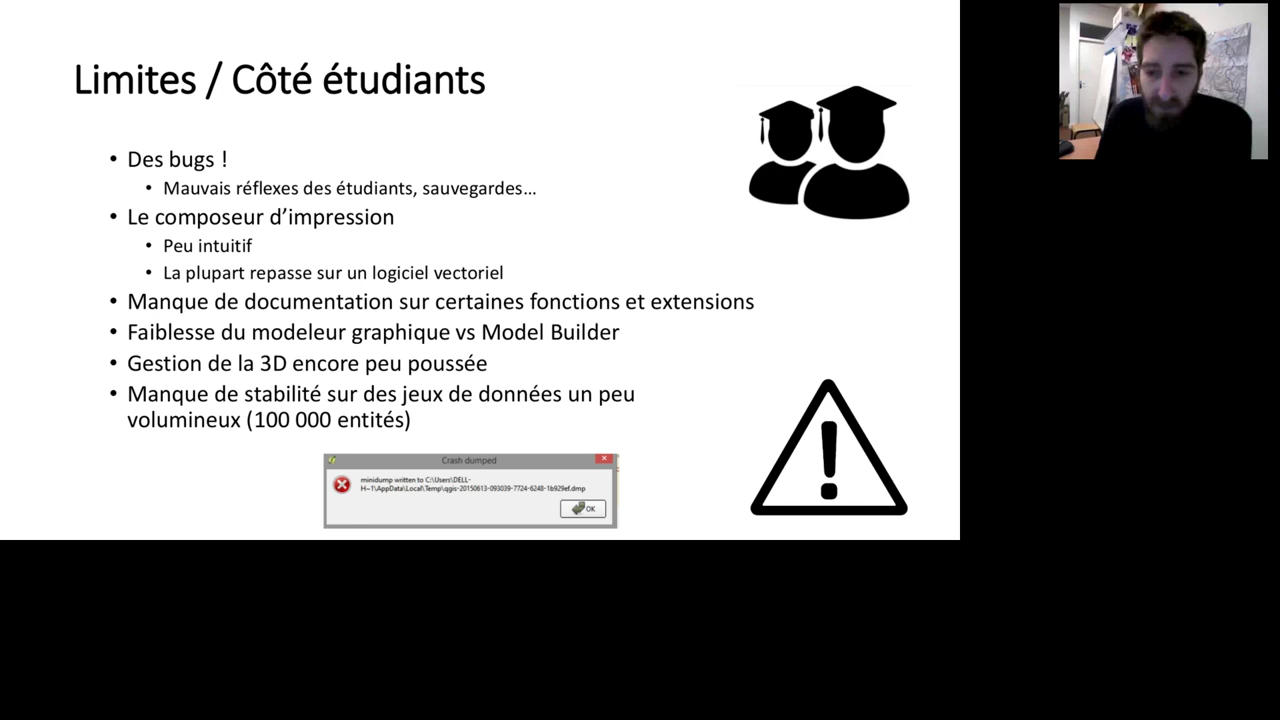 Limites / Côté étudiants
• Des bugs !
• Mauvais réflexes des étudiants, sauvegardes…
• Le composeur d’impression
• Peu intuitif
• La plupart repasse sur un logiciel vectoriel
• Manque de documentation sur certaines fonctions et extensions
• Faiblesse du modeleur graphique vs Model Builder
• Gestion de la 3D encore peu poussée
• Manque de stabilité sur des jeux de données un peu
volumineux (100 000 entités)
Crash dumped
minidump written to C:\Users\DELL-
H~1\AppData\Local\Temp\qgis-20150613-093039-7724-6248-1b929ef.dmp
OK